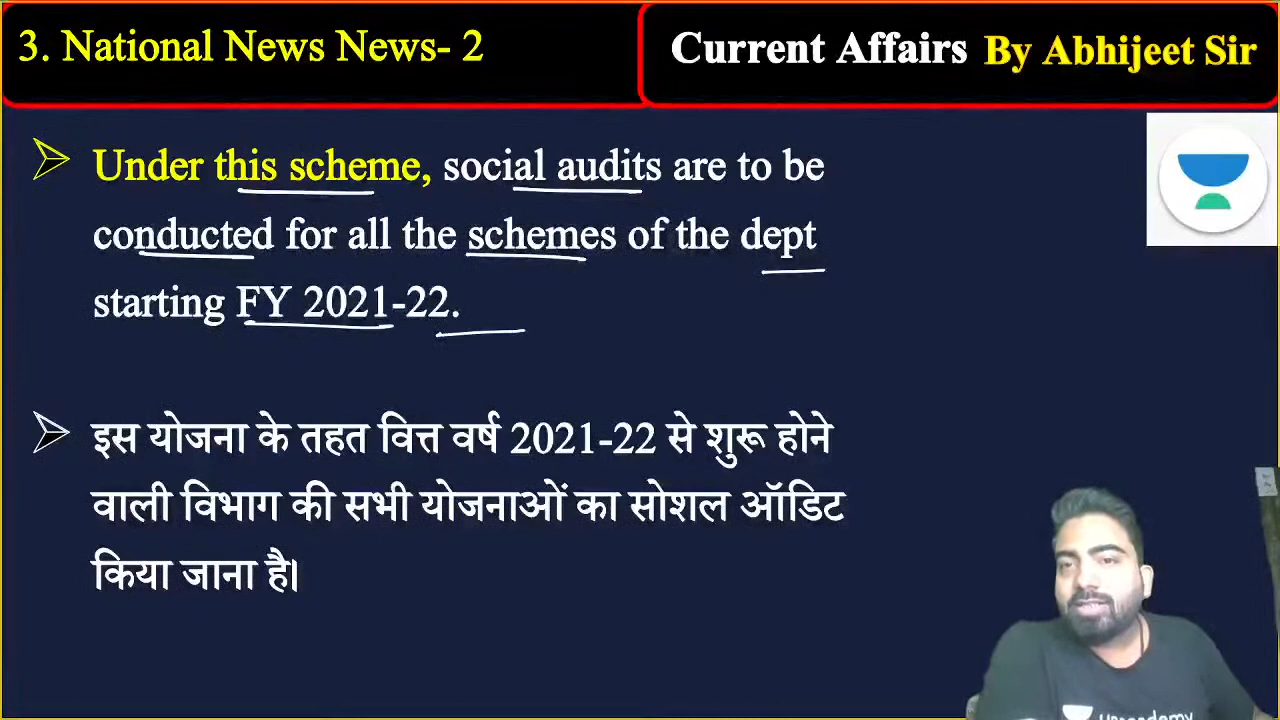 3. National News News- 2
Current Affairs By Abhijeet Sir
Under this scheme, social audits are to be
conducted for all the schemes of the dept
starting FY 2021-22.
इस योजना के तहत वित्त वर्ष 2021-22 से शुरू होने
वाली विभाग की सभी योजनाओं का सोशल ऑडिट
किया जाना है।